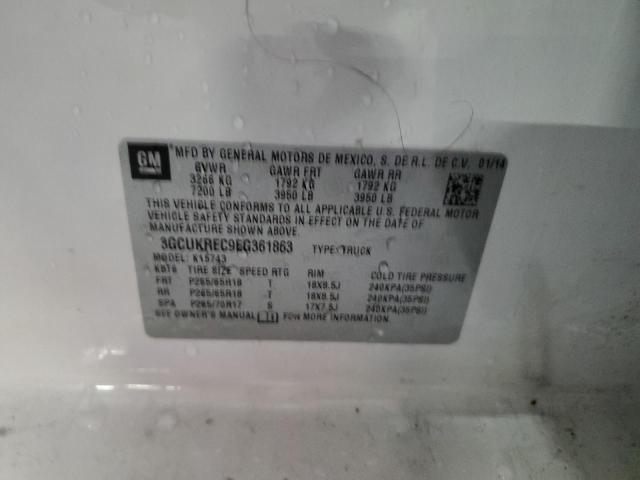 GM
MFD BY GENERAL MOTORS DE MEXICO, S. DE R.L. DE C.V. 01/14
GVWR GAWR FRT GAWR RR
3266 KG 1792 KG 1792 KG
7200 LB 3950 LB 3950 LB
THIS VEHICLE CONFORMS TO ALL APPLICABLE U.S. FEDERAL MOTOR
VEHICLE SAFETY STANDARDS IN EFFECT ON THE DATE OF
MANUFACTURE SHOWN ABOVE.
3GCUKREC9EG361863 TYPE: TRUCK
MODEL: K15743
TIRE SIZE SPEED RTG RIM COLD TIRE PRESSURE
FRT P265/65R18 T 18X8.5J 240KPA(35PSI)
RR P265/65R18 T 18X8.5J 240KPA(35PSI)
SPA P265/70R17 S 17X7.5J 240KPA(35PSI)
SEE OWNER'S MANUAL FOR MORE INFORMATION.